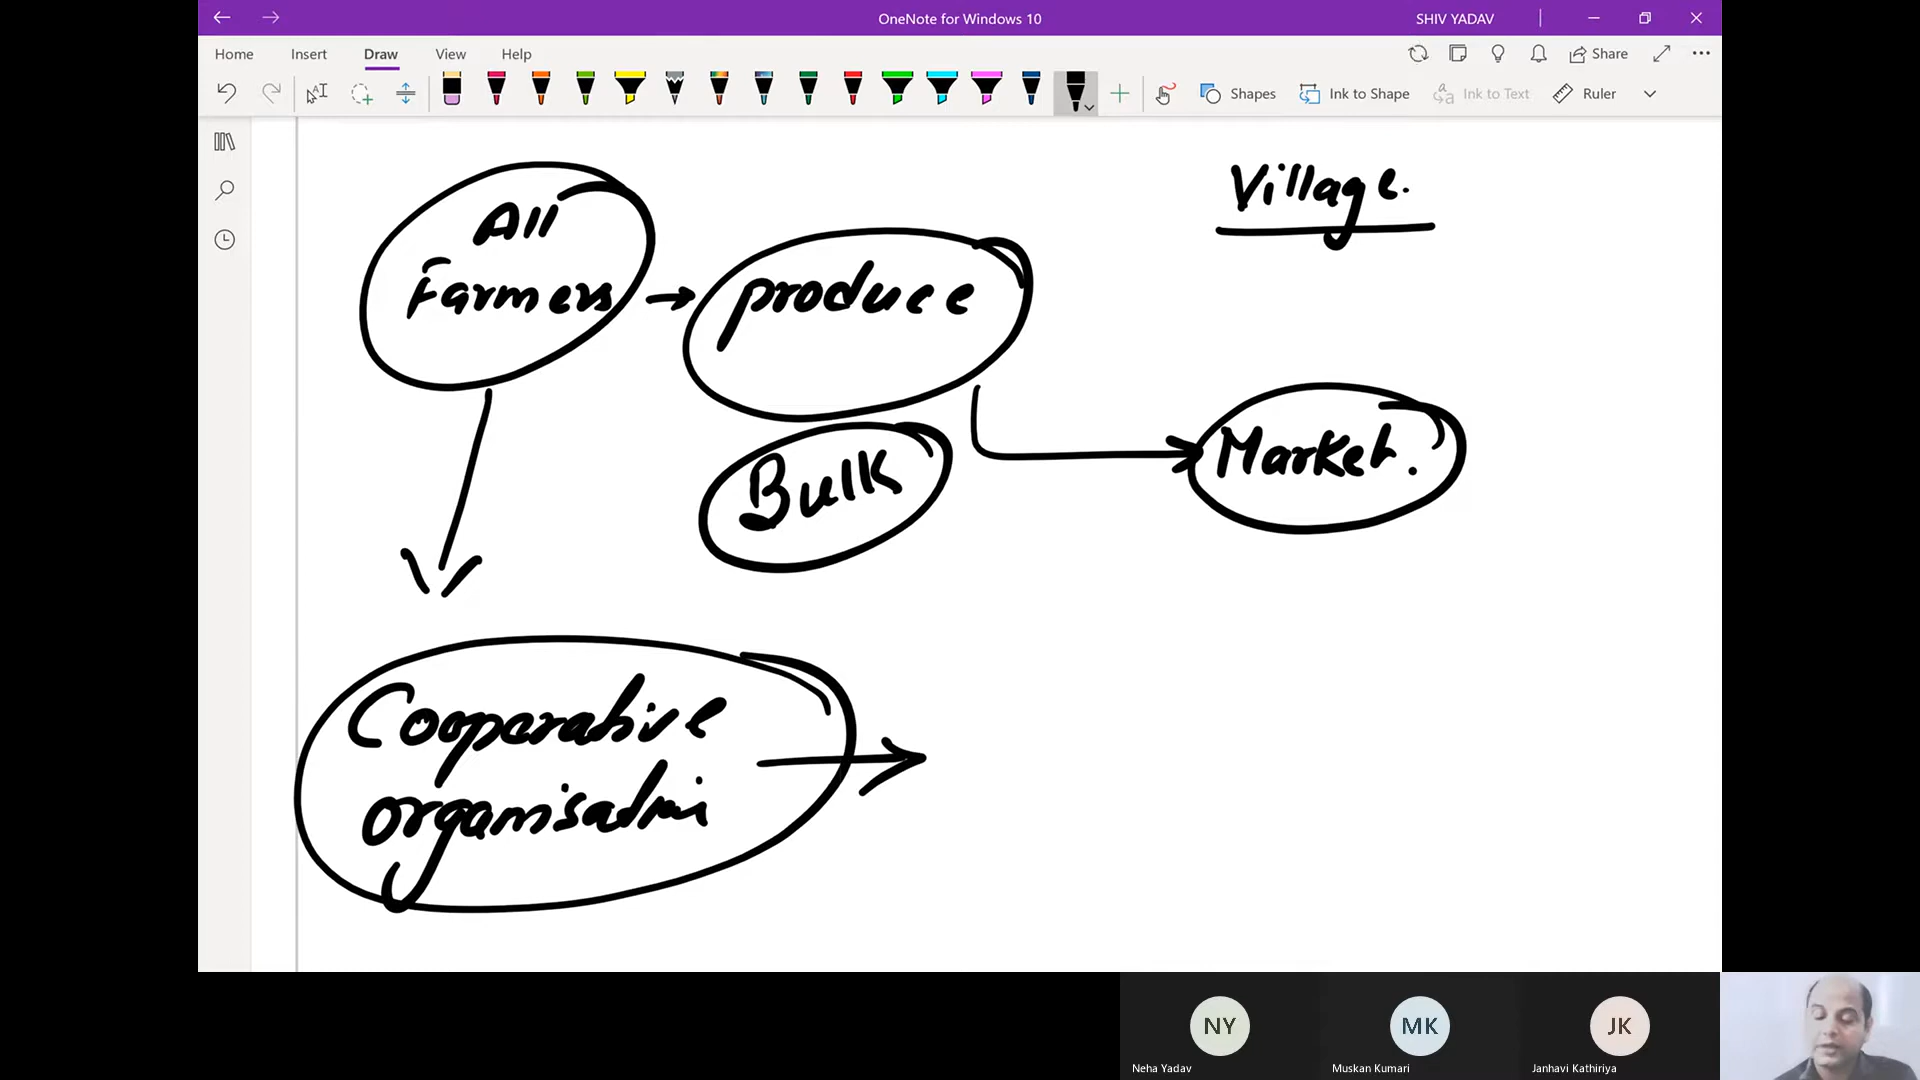 OneNote for Windows 10
SHIV YADAV
Home Insert Draw View Help
Share
Shapes Ink to Shape Ink to Text Ruler
Village.
All
Farmers
produce
Bulk
Market.
Cooperative
organisation
NY MK JK
Neha Yadav Muskan Kumari Janhavi Kathiriya